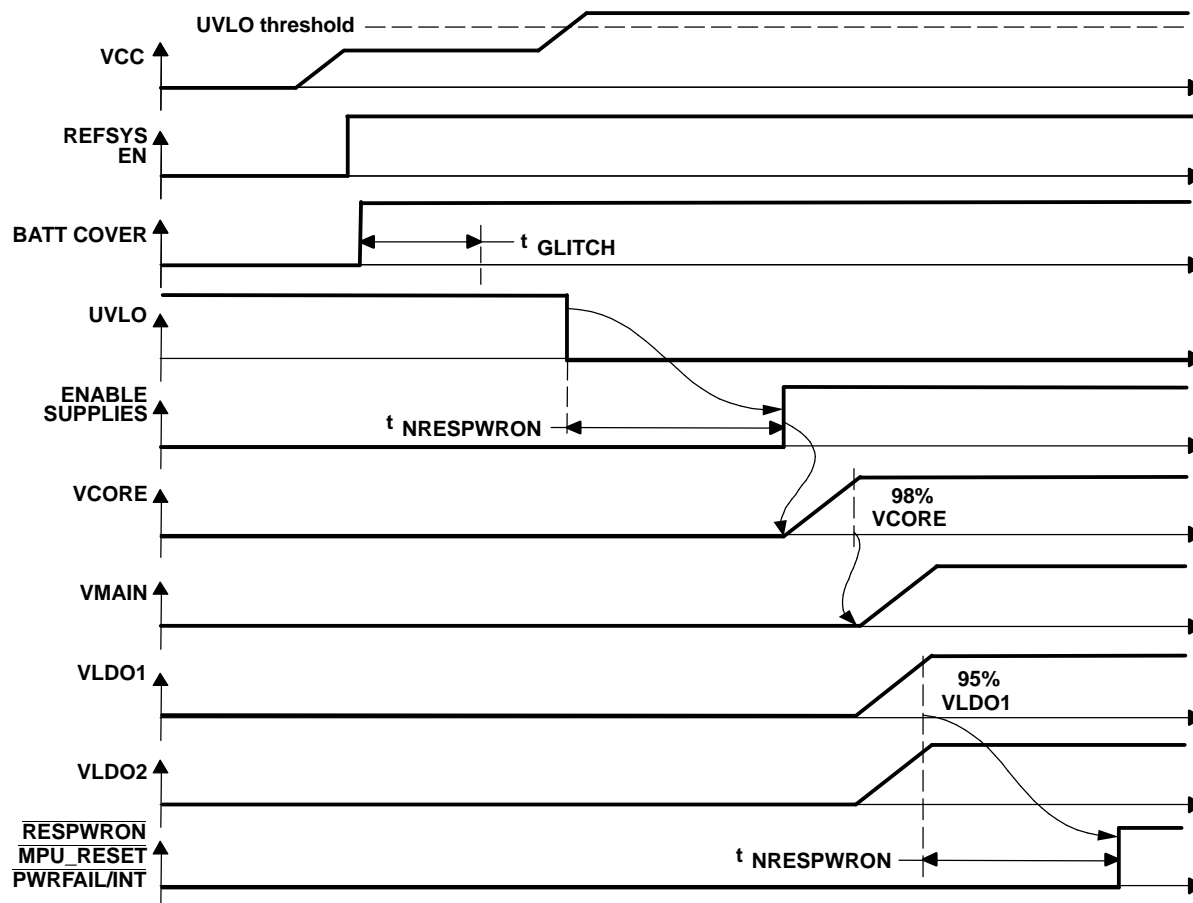 UVLO threshold
VCC
REFSYS
EN
BATT COVER
t GLITCH
UVLO
ENABLE
SUPPLIES
t NRESPWRON
VCORE
98%
VCORE
VMAIN
VLDO1
95%
VLDO1
VLDO2
RESPWRON
MPU_RESET
PWRFAIL/INT
t NRESPWRON